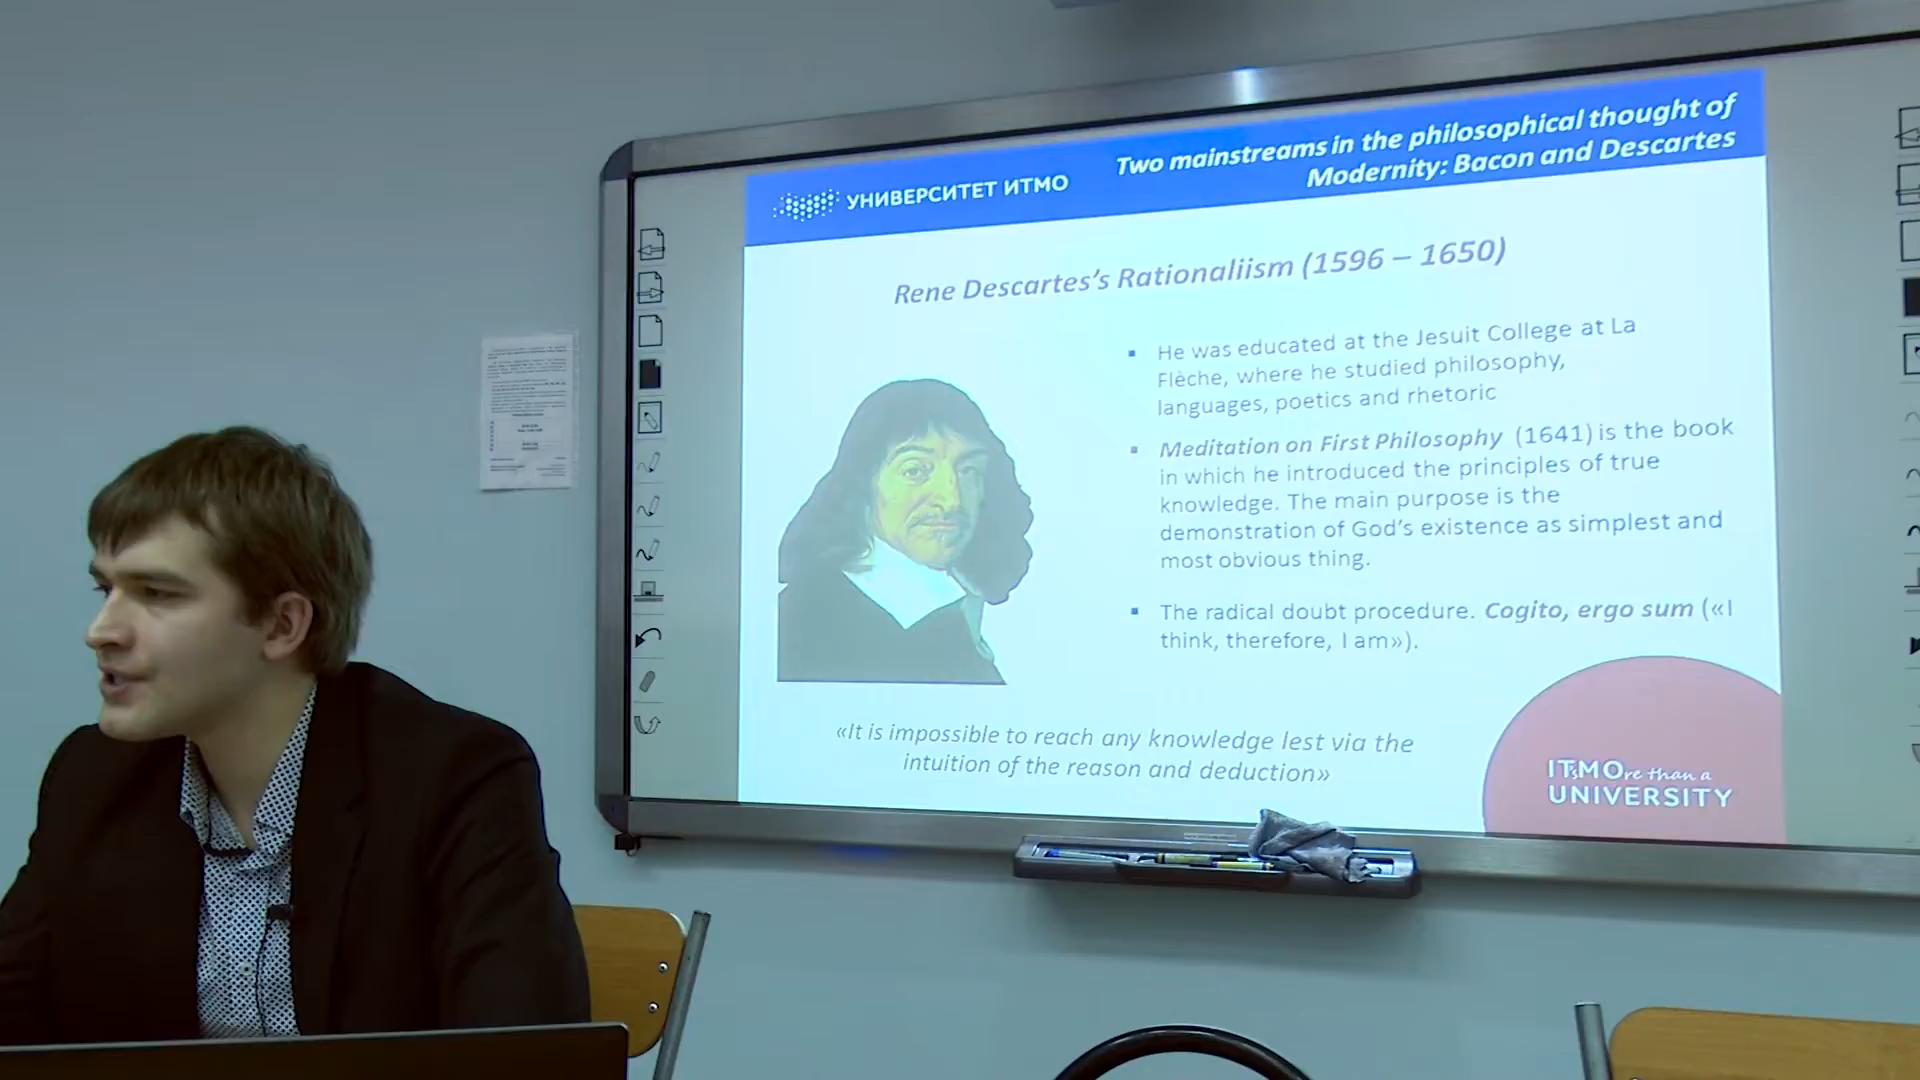 УНИВЕРСИТЕТ ИТМО
Two mainstreams in the philosophical thought of
Modernity: Bacon and Descartes
Rene Descartes's Rationaliism (1596 – 1650)
▪ He was educated at the Jesuit College at La
Flèche, where he studied philosophy,
languages, poetics and rhetoric
▪ Meditation on First Philosophy (1641) is the book
in which he introduced the principles of true
knowledge. The main purpose is the
demonstration of God's existence as simplest and
most obvious thing.
▪ The radical doubt procedure. Cogito, ergo sum («I
think, therefore, I am»).
«It is impossible to reach any knowledge lest via the
intuition of the reason and deduction»
IT'sMOre than a
UNIVERSITY